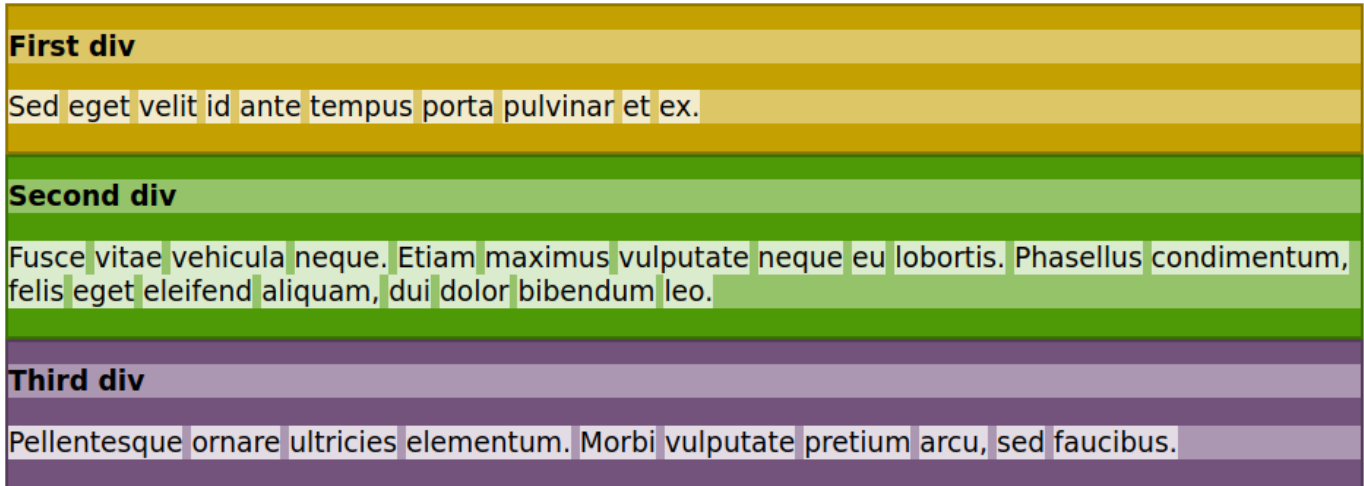 First div
Sed eget velit id ante tempus porta pulvinar et ex.
Second div
Fusce vitae vehicula neque. Etiam maximus vulputate neque eu lobortis. Phasellus condimentum,
felis eget eleifend aliquam, dui dolor bibendum leo.
Third div
Pellentesque ornare ultricies elementum. Morbi vulputate pretium arcu, sed faucibus.